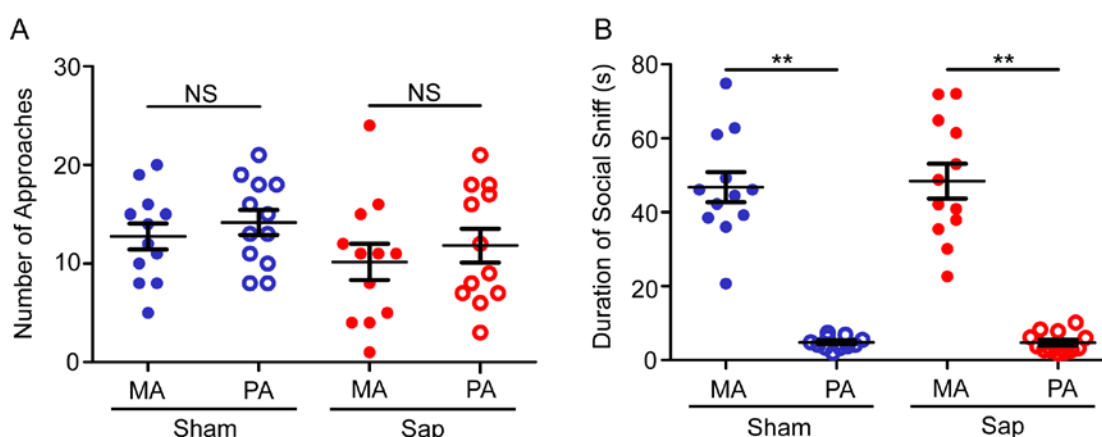 A
Number of Approaches
30
20
10
0
NS
NS
MA
PA
MA
PA
Sham
Sap
B
Duration of Social Sniff (s)
80
60
40
20
0
**
**
MA
PA
MA
PA
Sham
Sap